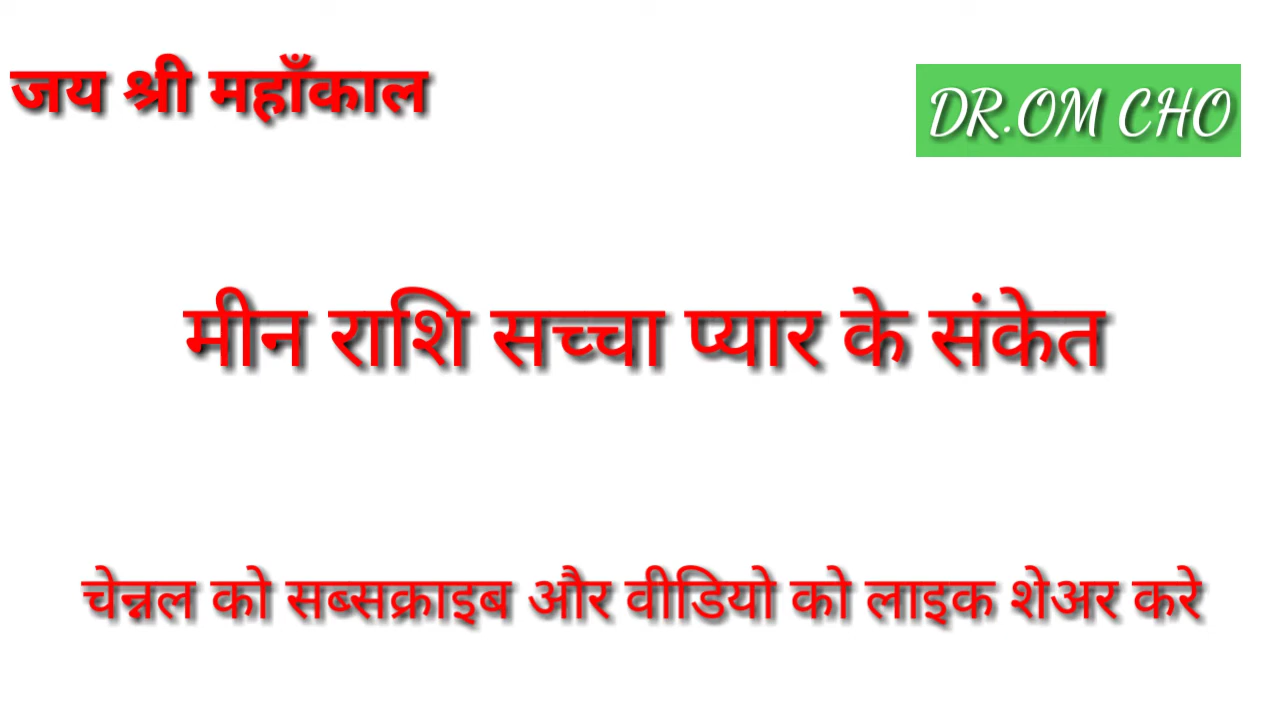 जय श्री महाँकाल
DR.OM CHO
मीन राशि सच्चा प्यार के संकेत
चेन्नल को सब्सक्राइब और वीडियो को लाइक शेअर करे